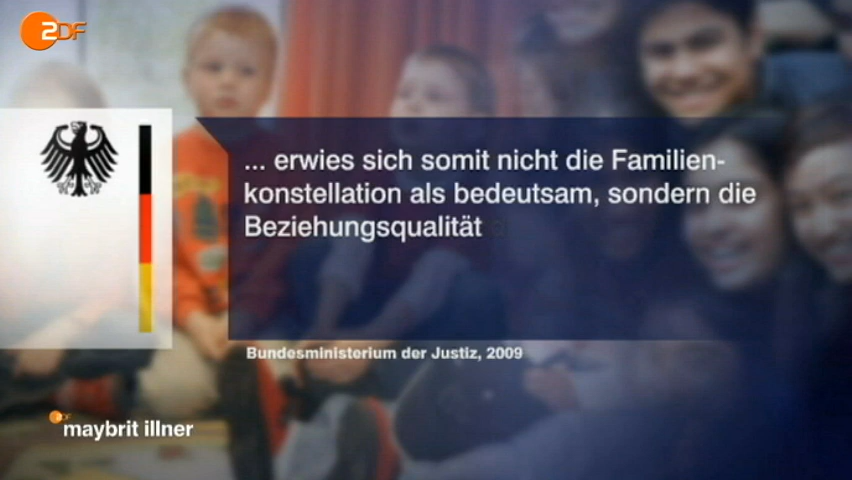 ZDF
... erwies sich somit nicht die Familien-
konstellation als bedeutsam, sondern die
Beziehungsqualität
Bundesministerium der Justiz, 2009
ZDF
maybrit illner